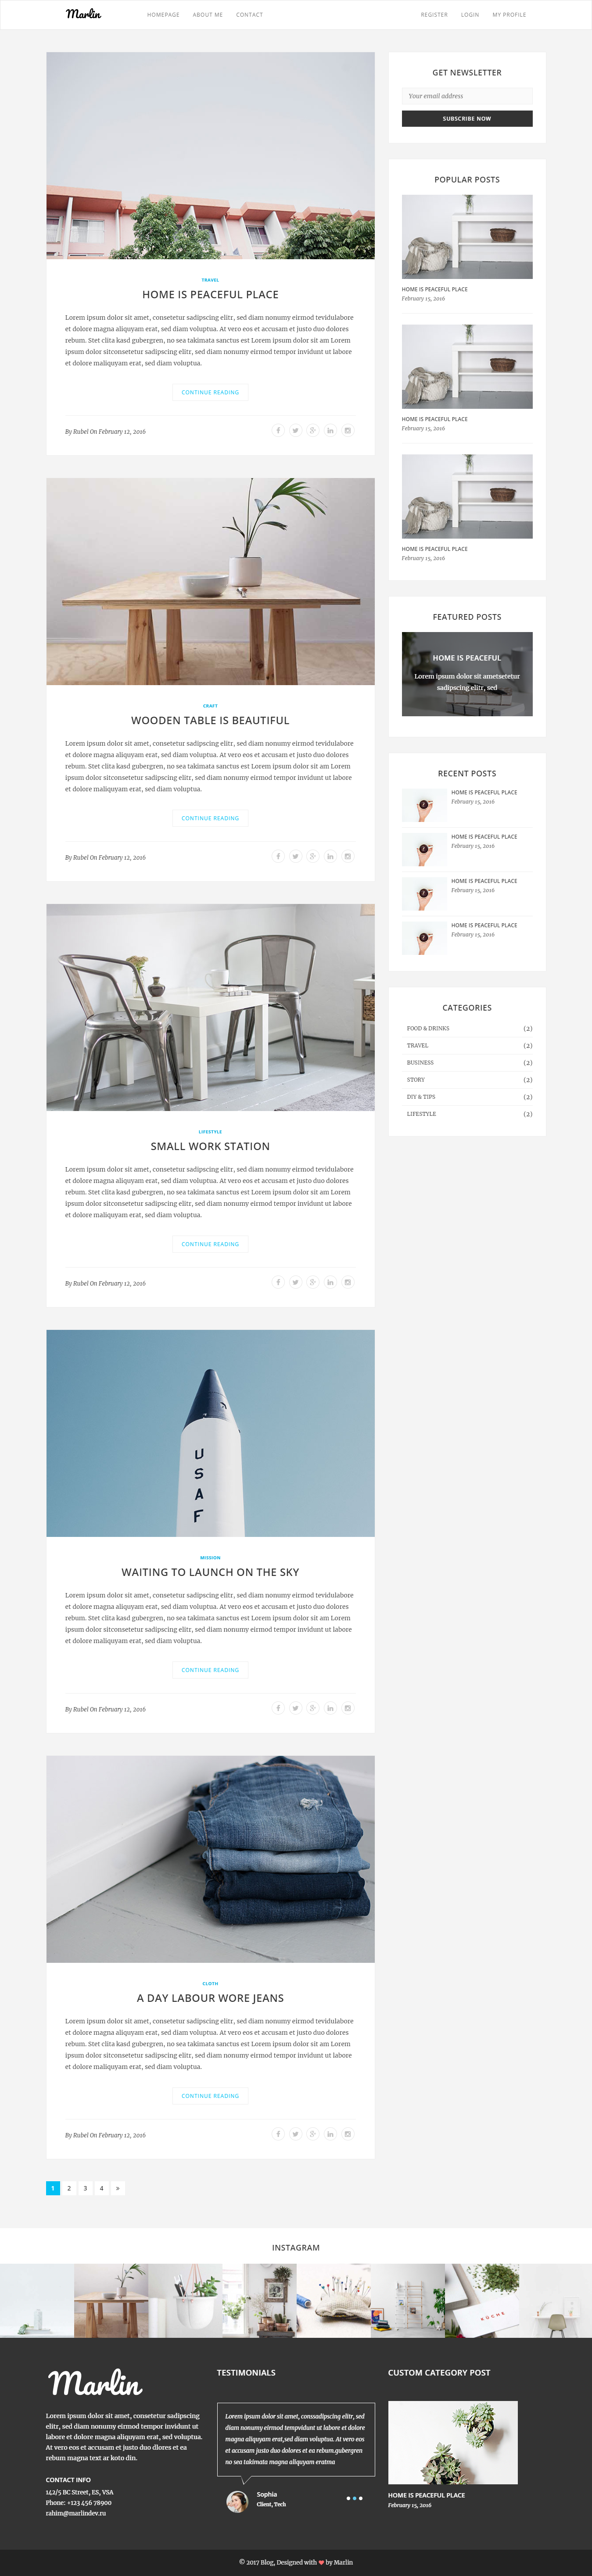 Marlin
HOMEPAGE ABOUT ME CONTACT
REGISTER LOGIN MY PROFILE
TRAVEL
HOME IS PEACEFUL PLACE
Lorem ipsum dolor sit amet, consetetur sadipscing elitr, sed diam nonumy eirmod tevidulabore
et dolore magna aliquyam erat, sed diam voluptua. At vero eos et accusam et justo duo dolores
rebum. Stet clita kasd gubergren, no sea takimata sanctus est Lorem ipsum dolor sit am Lorem
ipsum dolor sitconsetetur sadipscing elitr, sed diam nonumy eirmod tempor invidunt ut labore
et dolore maliquyam erat, sed diam voluptua.
CONTINUE READING
By Rubel On February 12, 2016
CRAFT
WOODEN TABLE IS BEAUTIFUL
Lorem ipsum dolor sit amet, consetetur sadipscing elitr, sed diam nonumy eirmod tevidulabore
et dolore magna aliquyam erat, sed diam voluptua. At vero eos et accusam et justo duo dolores
rebum. Stet clita kasd gubergren, no sea takimata sanctus est Lorem ipsum dolor sit am Lorem
ipsum dolor sitconsetetur sadipscing elitr, sed diam nonumy eirmod tempor invidunt ut labore
et dolore maliquyam erat, sed diam voluptua.
CONTINUE READING
By Rubel On February 12, 2016
LIFESTYLE
SMALL WORK STATION
Lorem ipsum dolor sit amet, consetetur sadipscing elitr, sed diam nonumy eirmod tevidulabore
et dolore magna aliquyam erat, sed diam voluptua. At vero eos et accusam et justo duo dolores
rebum. Stet clita kasd gubergren, no sea takimata sanctus est Lorem ipsum dolor sit am Lorem
ipsum dolor sitconsetetur sadipscing elitr, sed diam nonumy eirmod tempor invidunt ut labore
et dolore maliquyam erat, sed diam voluptua.
CONTINUE READING
By Rubel On February 12, 2016
USAF
MISSION
WAITING TO LAUNCH ON THE SKY
Lorem ipsum dolor sit amet, consetetur sadipscing elitr, sed diam nonumy eirmod tevidulabore
et dolore magna aliquyam erat, sed diam voluptua. At vero eos et accusam et justo duo dolores
rebum. Stet clita kasd gubergren, no sea takimata sanctus est Lorem ipsum dolor sit am Lorem
ipsum dolor sitconsetetur sadipscing elitr, sed diam nonumy eirmod tempor invidunt ut labore
et dolore maliquyam erat, sed diam voluptua.
CONTINUE READING
By Rubel On February 12, 2016
CLOTH
A DAY LABOUR WORE JEANS
Lorem ipsum dolor sit amet, consetetur sadipscing elitr, sed diam nonumy eirmod tevidulabore
et dolore magna aliquyam erat, sed diam voluptua. At vero eos et accusam et justo duo dolores
rebum. Stet clita kasd gubergren, no sea takimata sanctus est Lorem ipsum dolor sit am Lorem
ipsum dolor sitconsetetur sadipscing elitr, sed diam nonumy eirmod tempor invidunt ut labore
et dolore maliquyam erat, sed diam voluptua.
CONTINUE READING
By Rubel On February 12, 2016
1 2 3 4 »
GET NEWSLETTER
Your email address
SUBSCRIBE NOW
POPULAR POSTS
HOME IS PEACEFUL PLACE
February 15, 2016
HOME IS PEACEFUL PLACE
February 15, 2016
HOME IS PEACEFUL PLACE
February 15, 2016
FEATURED POSTS
HOME IS PEACEFUL
Lorem ipsum dolor sit ametsetetur
sadipscing elitr, sed
RECENT POSTS
HOME IS PEACEFUL PLACE
February 15, 2016
HOME IS PEACEFUL PLACE
February 15, 2016
HOME IS PEACEFUL PLACE
February 15, 2016
HOME IS PEACEFUL PLACE
February 15, 2016
CATEGORIES
FOOD & DRINKS (2)
TRAVEL (2)
BUSINESS (2)
STORY (2)
DIY & TIPS (2)
LIFESTYLE (2)
INSTAGRAM
Marlin
Lorem ipsum dolor sit amet, consetetur sadipscing
elitr, sed diam nonumy eirmod tempor invidunt ut
labore et dolore magna aliquyam erat, sed voluptua.
At vero eos et accusam et justo duo dlores et ea
rebum magna text ar koto din.
CONTACT INFO
142/5 BC Street, ES, VSA
Phone: +123 456 78900
rahim@marlindev.ru
TESTIMONIALS
Lorem ipsum dolor sit amet, conssadipscing elitr, sed
diam nonumy eirmod tempvidunt ut labore et dolore
magna aliquyam erat,sed diam voluptua. At vero eos
et accusam justo duo dolores et ea rebum.gubergren
no sea takimata magna aliquyam eratma
Sophia
Client, Tech
CUSTOM CATEGORY POST
HOME IS PEACEFUL PLACE
February 15, 2016
© 2017 Blog, Designed with ❤ by Marlin